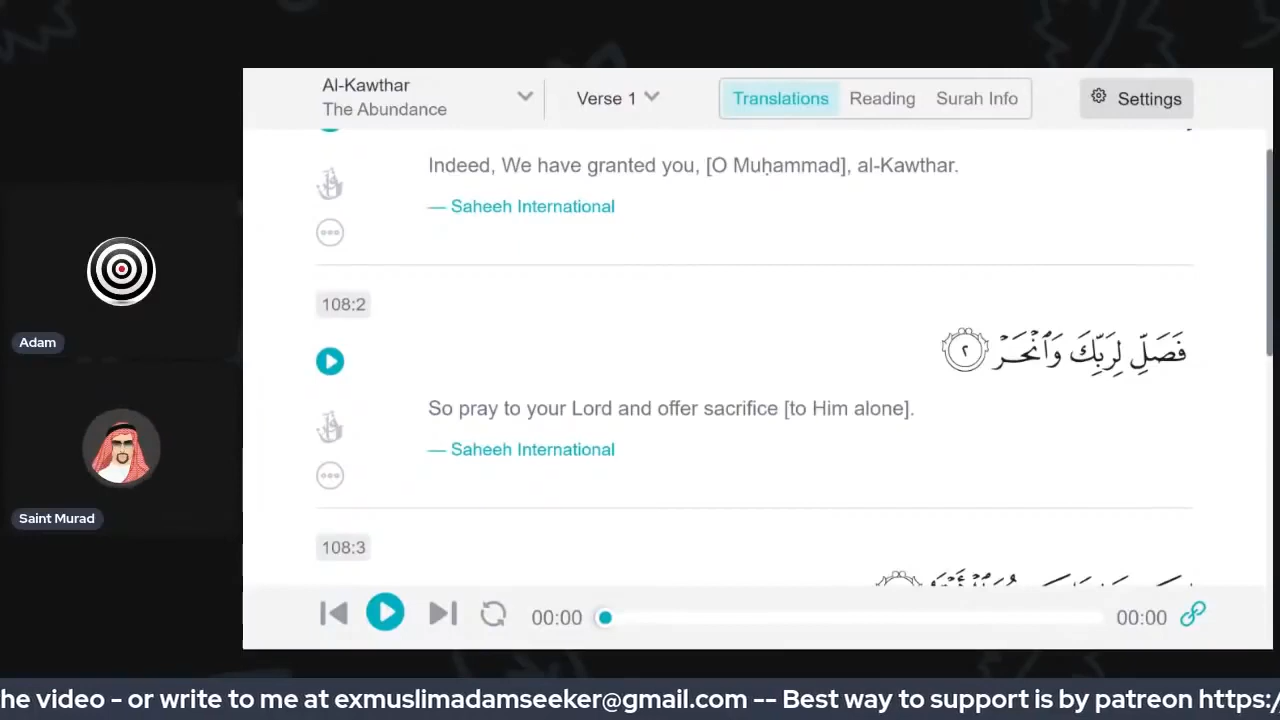 Al-Kawthar
The Abundance
Verse 1
Translations
Reading
Surah Info
Settings
Indeed, We have granted you, [O Muḥammad], al-Kawthar.
— Saheeh International
108:2
فَصَلِّ لِرَبِّكَ وَٱنْحَرْ ٢
So pray to your Lord and offer sacrifice [to Him alone].
— Saheeh International
108:3
00:00
00:00
Adam
Saint Murad
he video - or write to me at exmuslimadamseeker@gmail.com -- Best way to support is by patreon https:/